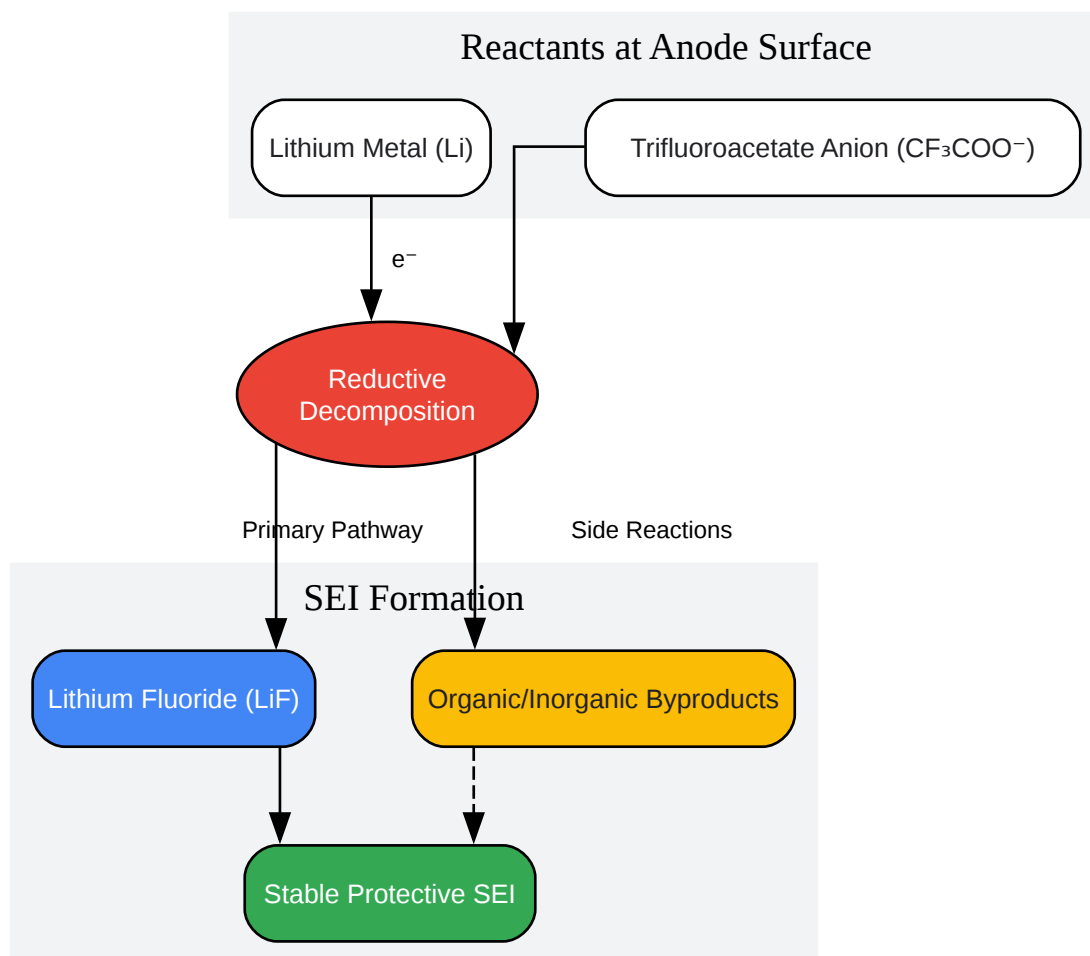 Reactants at Anode Surface
Lithium Metal (Li)
Trifluoroacetate Anion (CF₃COO⁻)
e⁻
Reductive
Decomposition
Primary Pathway
Side Reactions
SEI Formation
Lithium Fluoride (LiF)
Organic/Inorganic Byproducts
Stable Protective SEI